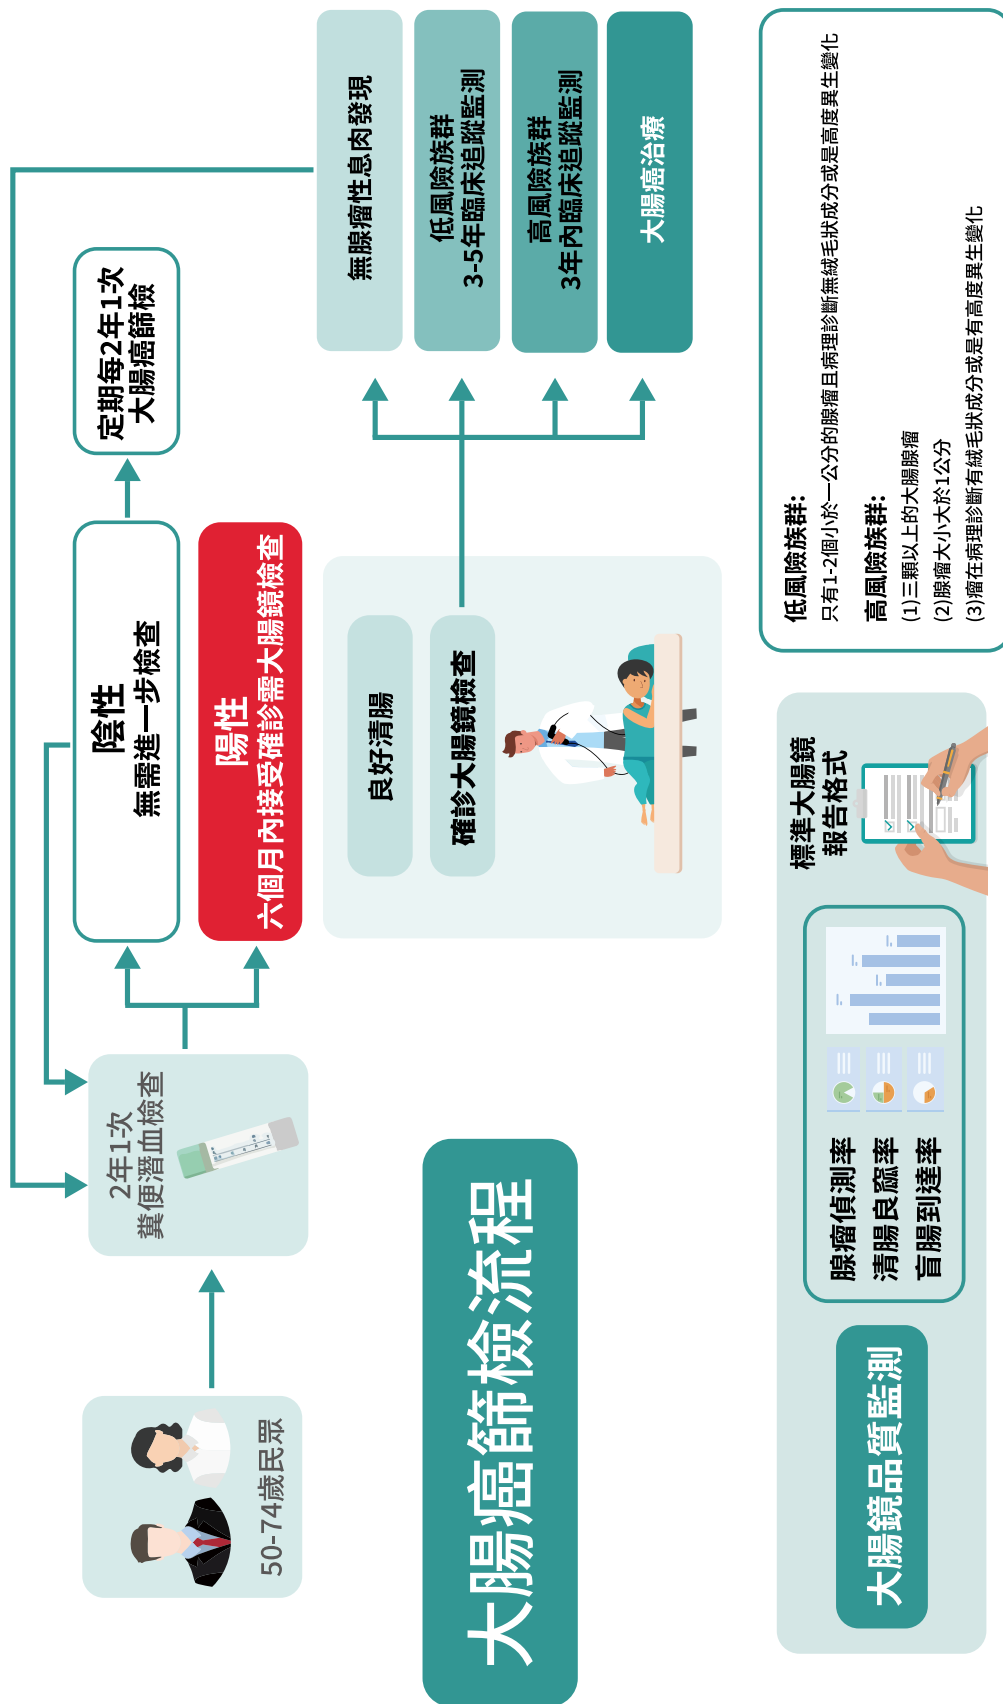 50-74歲民眾
2年1次
糞便潛血檢查
陰性
無需進一步檢查
定期每2年1次
大腸癌篩檢
陽性
六個月內接受確診需大腸鏡檢查
良好清腸
確診大腸鏡檢查
無腺瘤性息肉發現
低風險族群
3-5年臨床追蹤監測
高風險族群
3年內臨床追蹤監測
大腸癌治療
大腸癌篩檢流程
大腸鏡品質監測
腺瘤偵測率
清腸良窳率
盲腸到達率
標準大腸鏡
報告格式
低風險族群:
只有1-2個小於一公分的腺瘤且病理診斷無絨毛狀成分或是高度異生變化
高風險族群:
(1)三顆以上的大腸腺瘤
(2)腺瘤大小大於1公分
(3)瘤在病理診斷有絨毛狀成分或是有高度異生變化